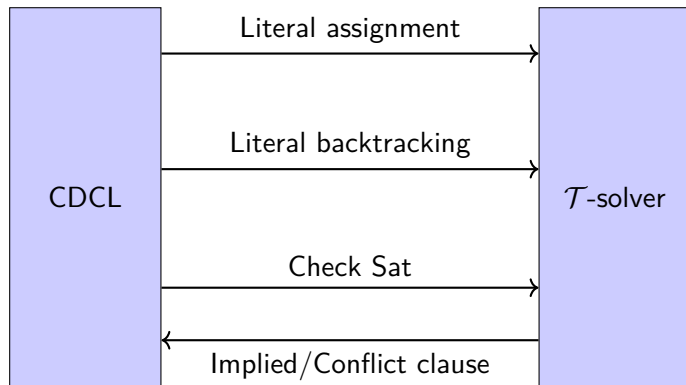 Literal assignment
Literal backtracking
CDCL
𝒯-solver
Check Sat
Implied/Conflict clause